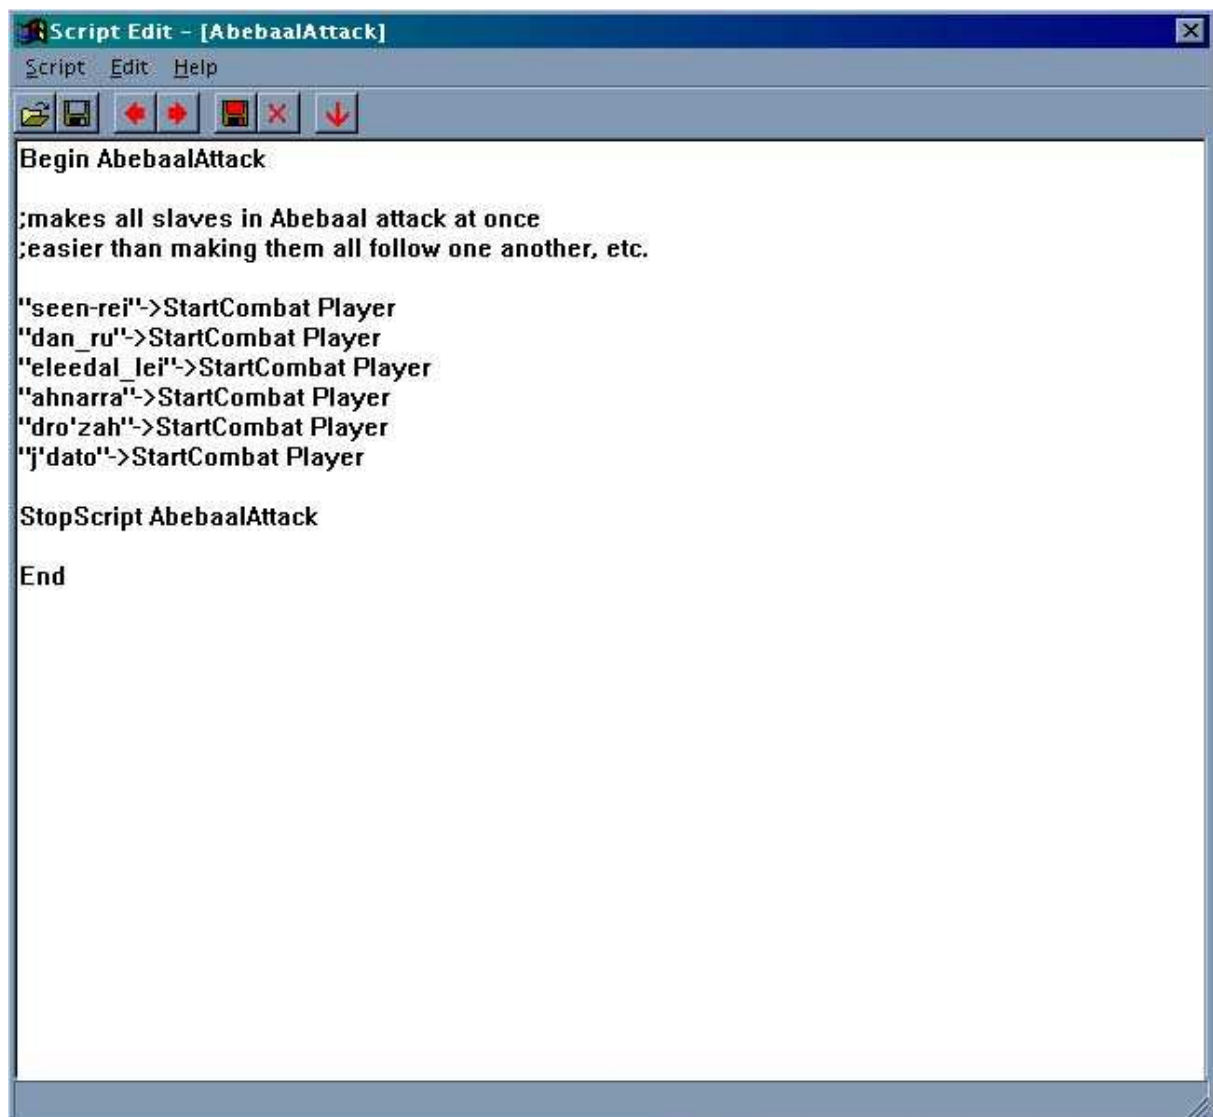 Script Edit - [AbebaalAttack]
Script Edit Help
Begin AbebaalAttack
;makes all slaves in Abebaal attack at once
;easier than making them all follow one another, etc.
"seen-rei"->StartCombat Player
"dan_ru"->StartCombat Player
"eleedal_lei"->StartCombat Player
"ahnarra"->StartCombat Player
"dro'zah"->StartCombat Player
"j'dato"->StartCombat Player
StopScript AbebaalAttack
End